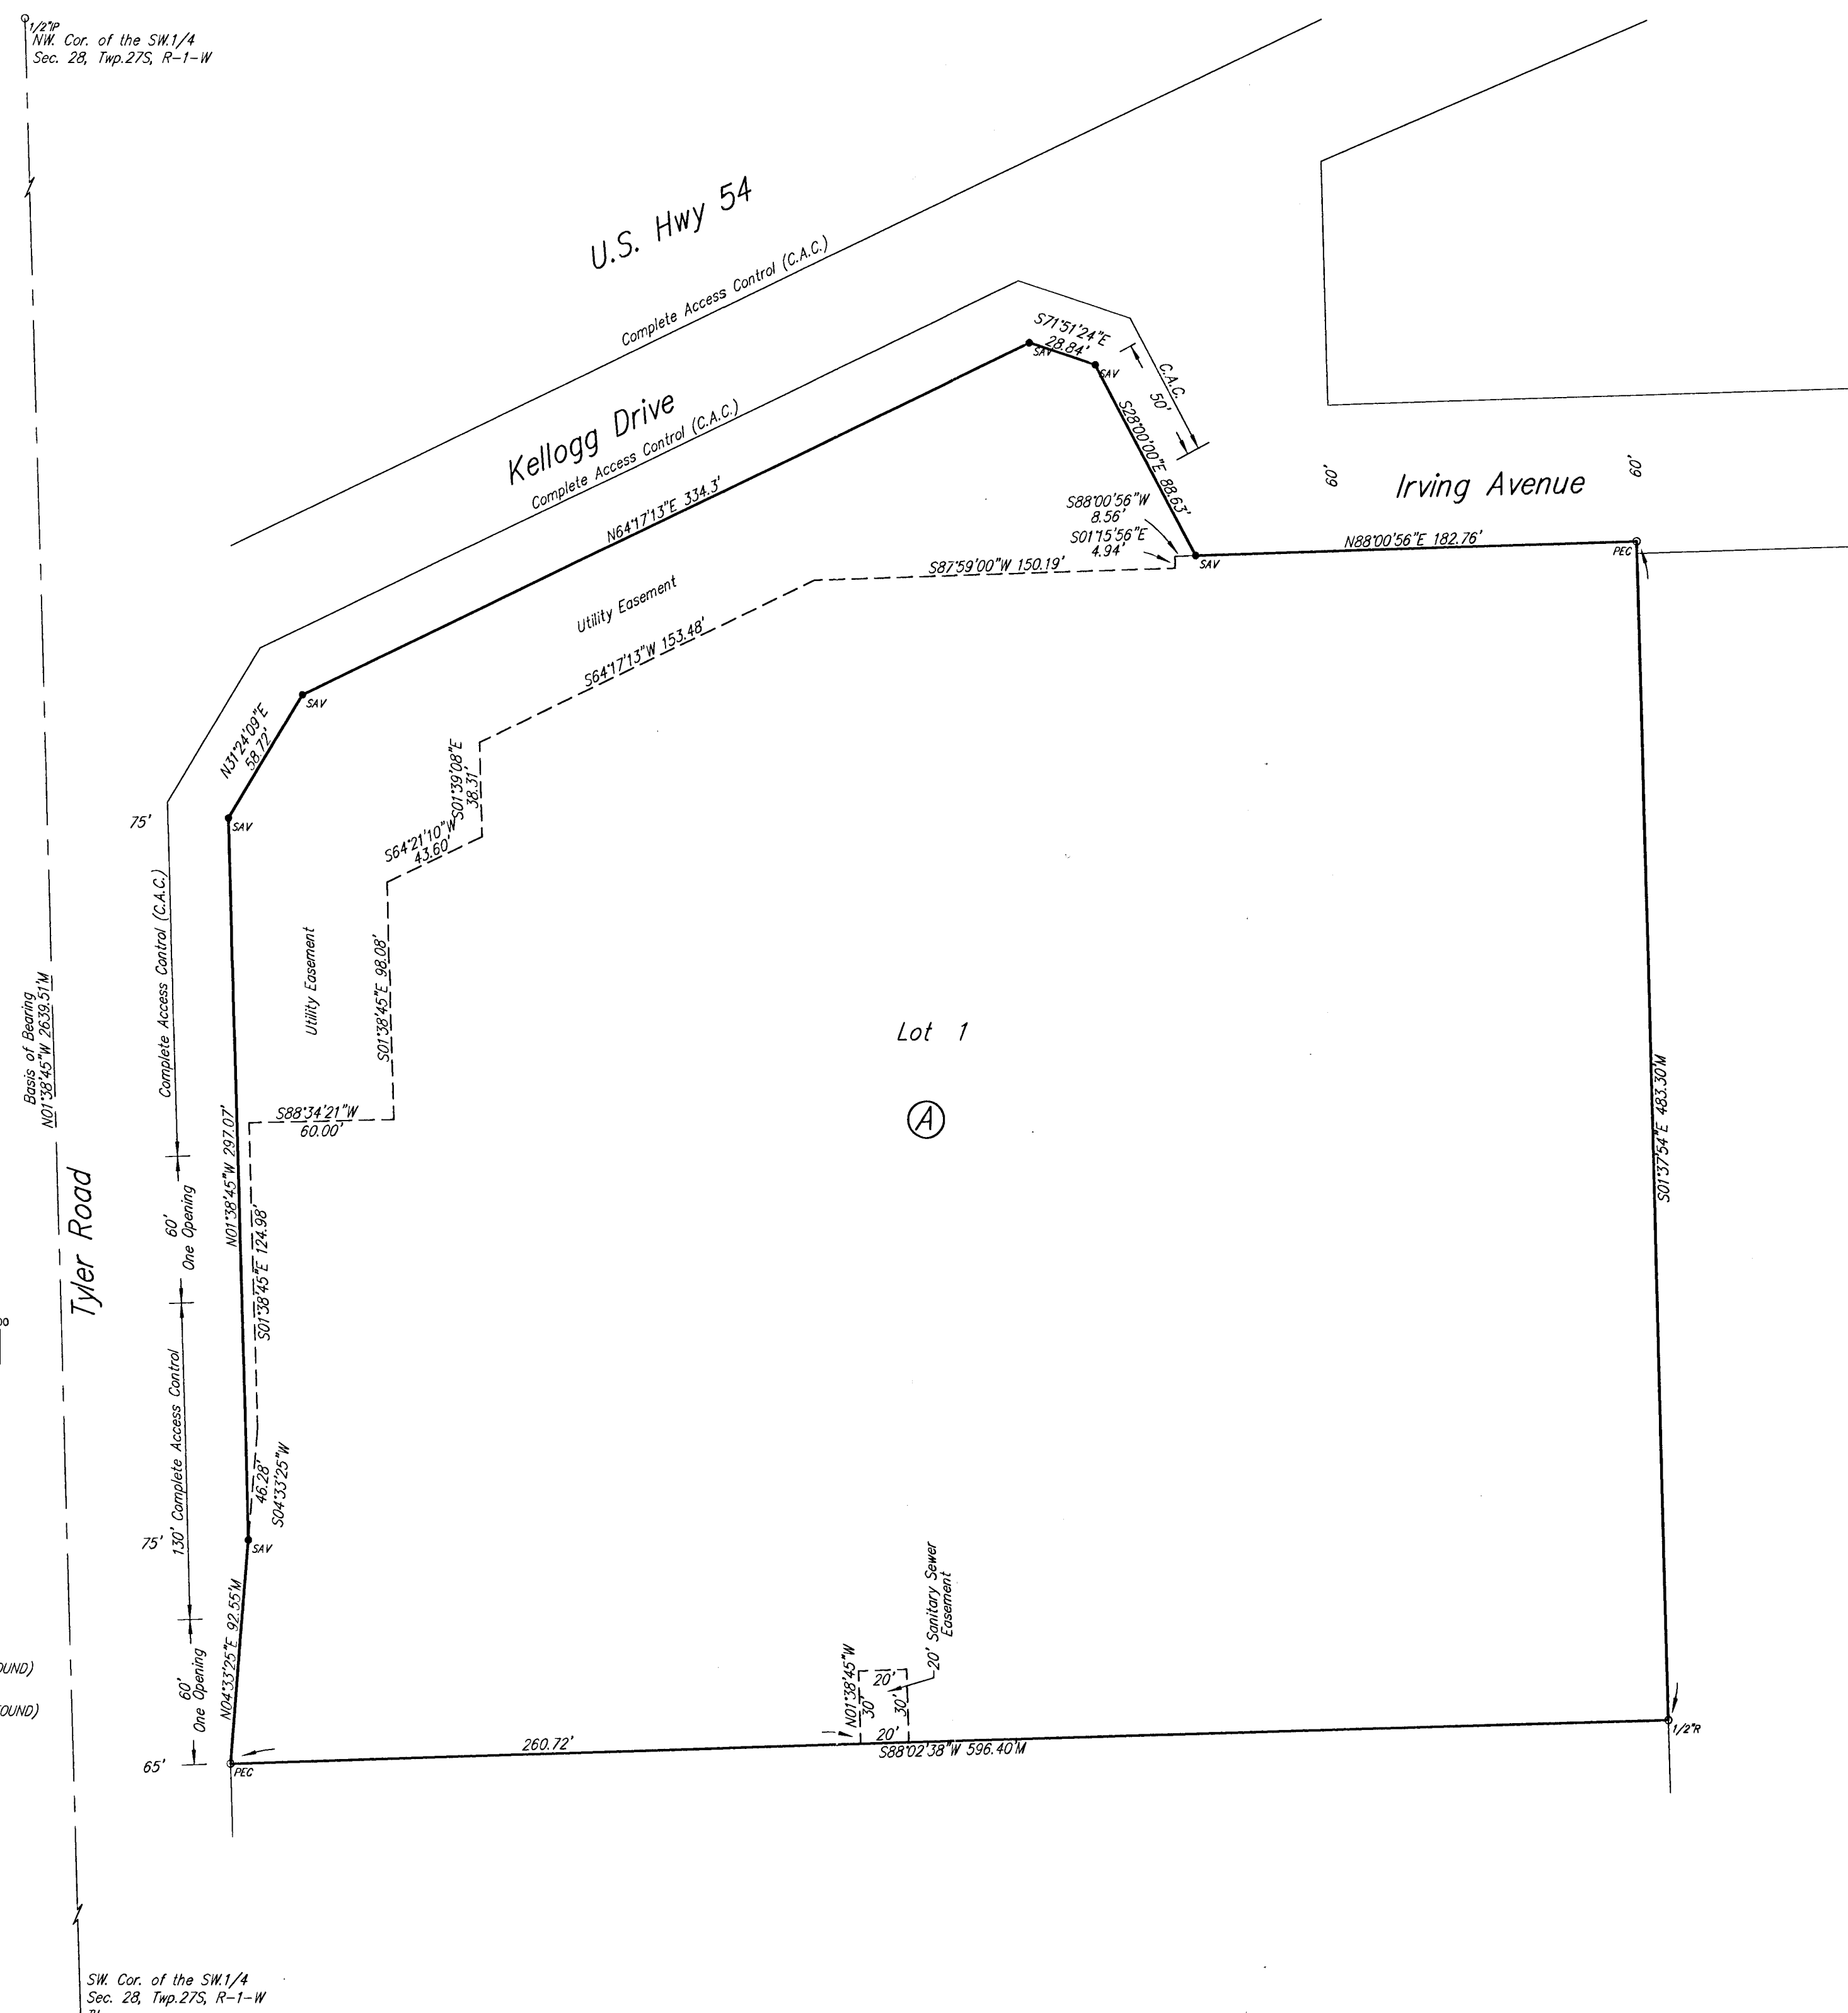 1/2"IP
NW. Cor. of the SW.1/4
Sec. 28, Twp.27S, R-1-W
U.S. Hwy 54
Complete Access Control (C.A.C.)
Kellogg Drive
Complete Access Control (C.A.C.)
S71°51'24"E
28.84'
SAV
SAV
C.A.C.
50'
S28°00'00"E 88.63'
N64°17'13"E 334.3'
60'
60'
Irving Avenue
S88°00'56"W
8.56'
S01°15'56"E
4.94'
N88°00'56"E 182.76'
PEC
SAV
S87°59'00"W 150.19'
Utility Easement
S64°17'13"W 153.48'
SAV
N31°24'09"E
58.72'
S01°39'08"E
38.31'
S64°21'10"W
43.60'
75'
SAV
Complete Access Control (C.A.C.)
Utility Easement
S01°38'45"E 98.08'
Basis of Bearing
N01°38'45"W 2639.51'M
Lot 1
A
S01°37'54"E 483.30'M
S88°34'21"W
60.00'
N01°38'45"W 297.07'
Tyler Road
60'
One Opening
S01°38'45"E 124.98'
130' Complete Access Control
46.28'
S04°33'25"W
75'
SAV
N04°33'25"E 92.55'M
60'
One Opening
OUND)
OUND)
20' Sanitary Sewer
Easement
N01°38'45"W
20'
30'
30'
20'
260.72'
S88°02'38"W 596.40'M
1/2"R
65'
PEC
SW. Cor. of the SW.1/4
Sec. 28, Twp.27S, R-1-W